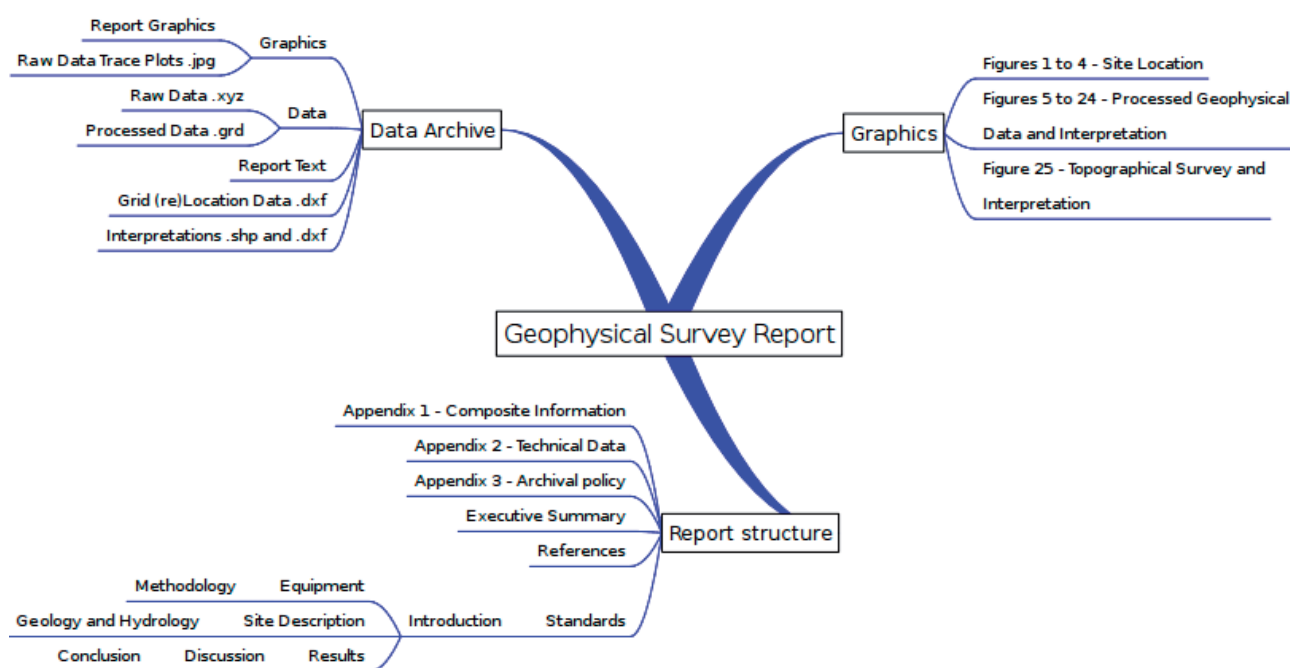 Report Graphics
Graphics
Raw Data Trace Plots .jpg
Raw Data .xyz
Data
Processed Data .grd
Report Text
Grid (re)Location Data .dxf
Interpretations .shp and .dxf
Data Archive
Graphics
Figures 1 to 4 - Site Location
Figures 5 to 24 - Processed Geophysical
Data and Interpretation
Figure 25 - Topographical Survey and
Interpretation
Geophysical Survey Report
Appendix 1 - Composite Information
Appendix 2 - Technical Data
Appendix 3 - Archival policy
Executive Summary
References
Report structure
Methodology Equipment
Geology and Hydrology Site Description Introduction Standards
Conclusion Discussion Results